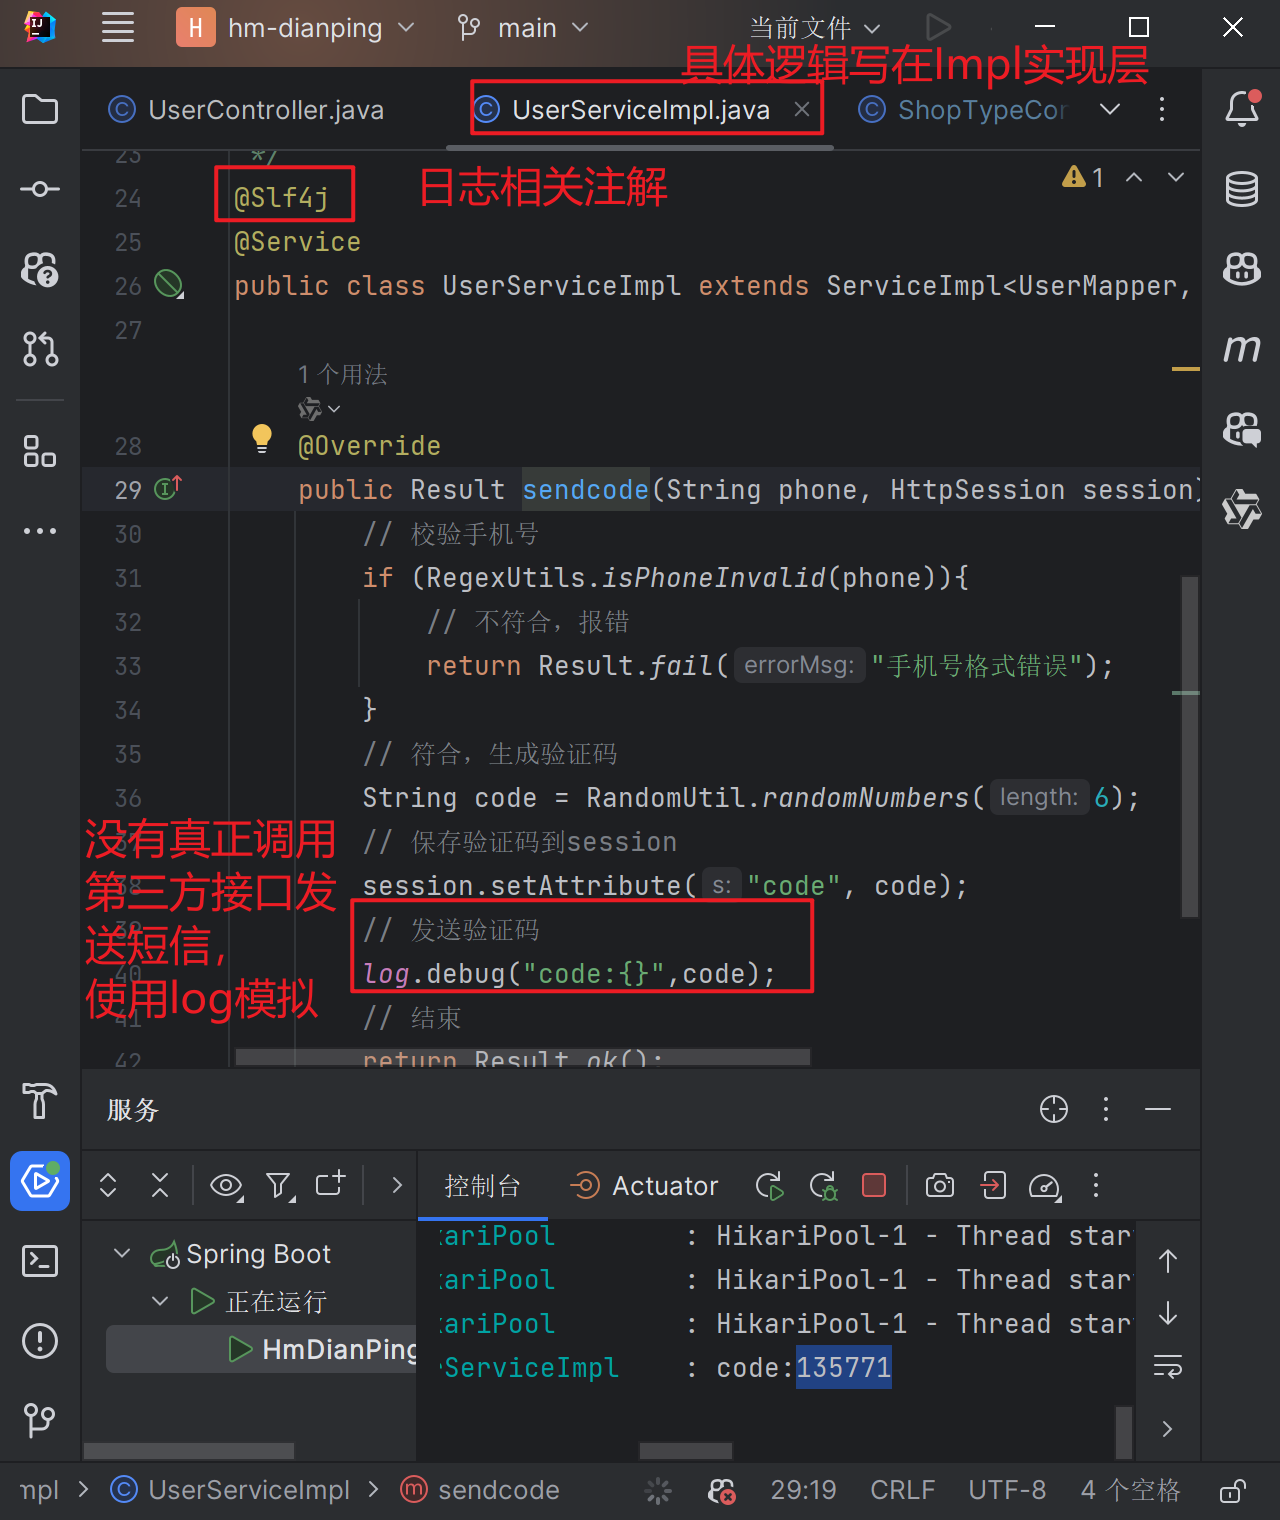 H hm-dianping main 当前文件
具体逻辑写在Impl实现层
UserController.java UserServiceImpl.java ShopTypeCor
23 */
24 @Slf4j 日志相关注解 1
25 @Service
26 public class UserServiceImpl extends ServiceImpl<UserMapper,
27
1 个用法
28 @Override
29 public Result sendcode(String phone, HttpSession session)
30 // 校验手机号
31 if (RegexUtils.isPhoneInvalid(phone)){
32 // 不符合，报错
33 return Result.fail( errorMsg: "手机号格式错误");
34 }
35 // 符合，生成验证码
36 String code = RandomUtil.randomNumbers( length: 6);
37 // 保存验证码到session
38 session.setAttribute( s: "code", code);
39 // 发送验证码
40 log.debug("code:{}",code);
41 // 结束
42 return Result.ok();
没有真正调用
第三方接口发
送短信，
使用log模拟
服务
控制台 Actuator
Spring Boot
正在运行
HmDianPing
kariPool : HikariPool-1 - Thread star
kariPool : HikariPool-1 - Thread star
kariPool : HikariPool-1 - Thread star
rServiceImpl : code:135771
mpl UserServiceImpl sendcode 29:19 CRLF UTF-8 4 个空格